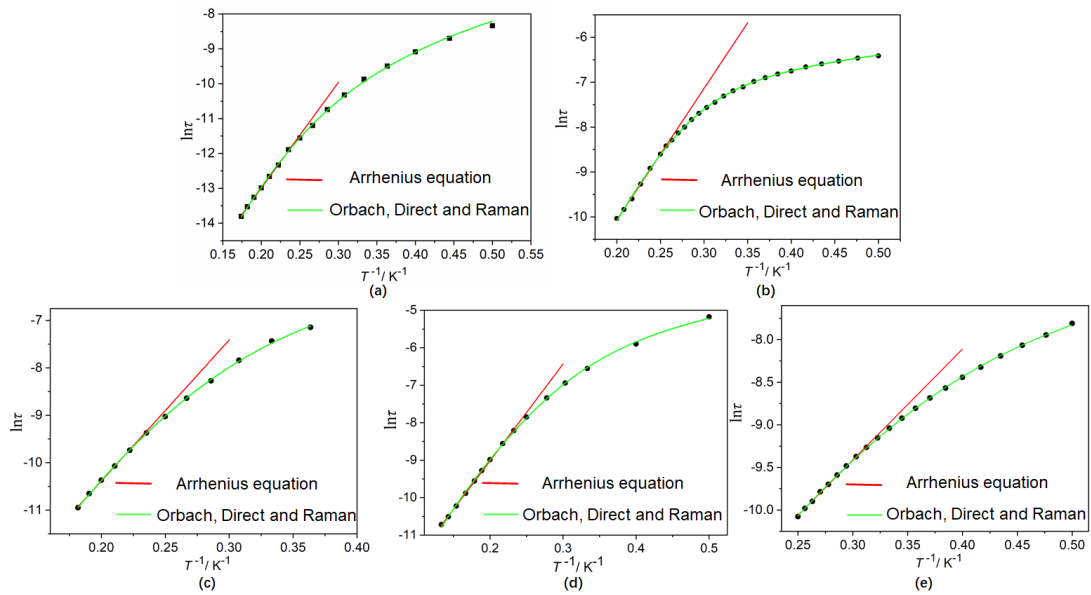 -8
-9
-10
-11
-12
-13
-14
lnτ
Arrhenius equation
Orbach, Direct and Raman
0.15 0.20 0.25 0.30 0.35 0.40 0.45 0.50 0.55
T⁻¹/ K⁻¹
(a)
-6
-7
-8
-9
-10
lnτ
Arrhenius equation
Orbach, Direct and Raman
0.20 0.25 0.30 0.35 0.40 0.45 0.50
T⁻¹/ K⁻¹
(b)
-7
-8
-9
-10
-11
lnτ
Arrhenius equation
Orbach, Direct and Raman
0.20 0.25 0.30 0.35 0.40
T⁻¹/ K⁻¹
(c)
-5
-6
-7
-8
-9
-10
-11
lnτ
Arrhenius equation
Orbach, Direct and Raman
0.2 0.3 0.4 0.5
T⁻¹/ K⁻¹
(d)
-8.0
-8.5
-9.0
-9.5
-10.0
lnτ
Arrhenius equation
Orbach, Direct and Raman
0.25 0.30 0.35 0.40 0.45 0.50
T⁻¹/ K⁻¹
(e)